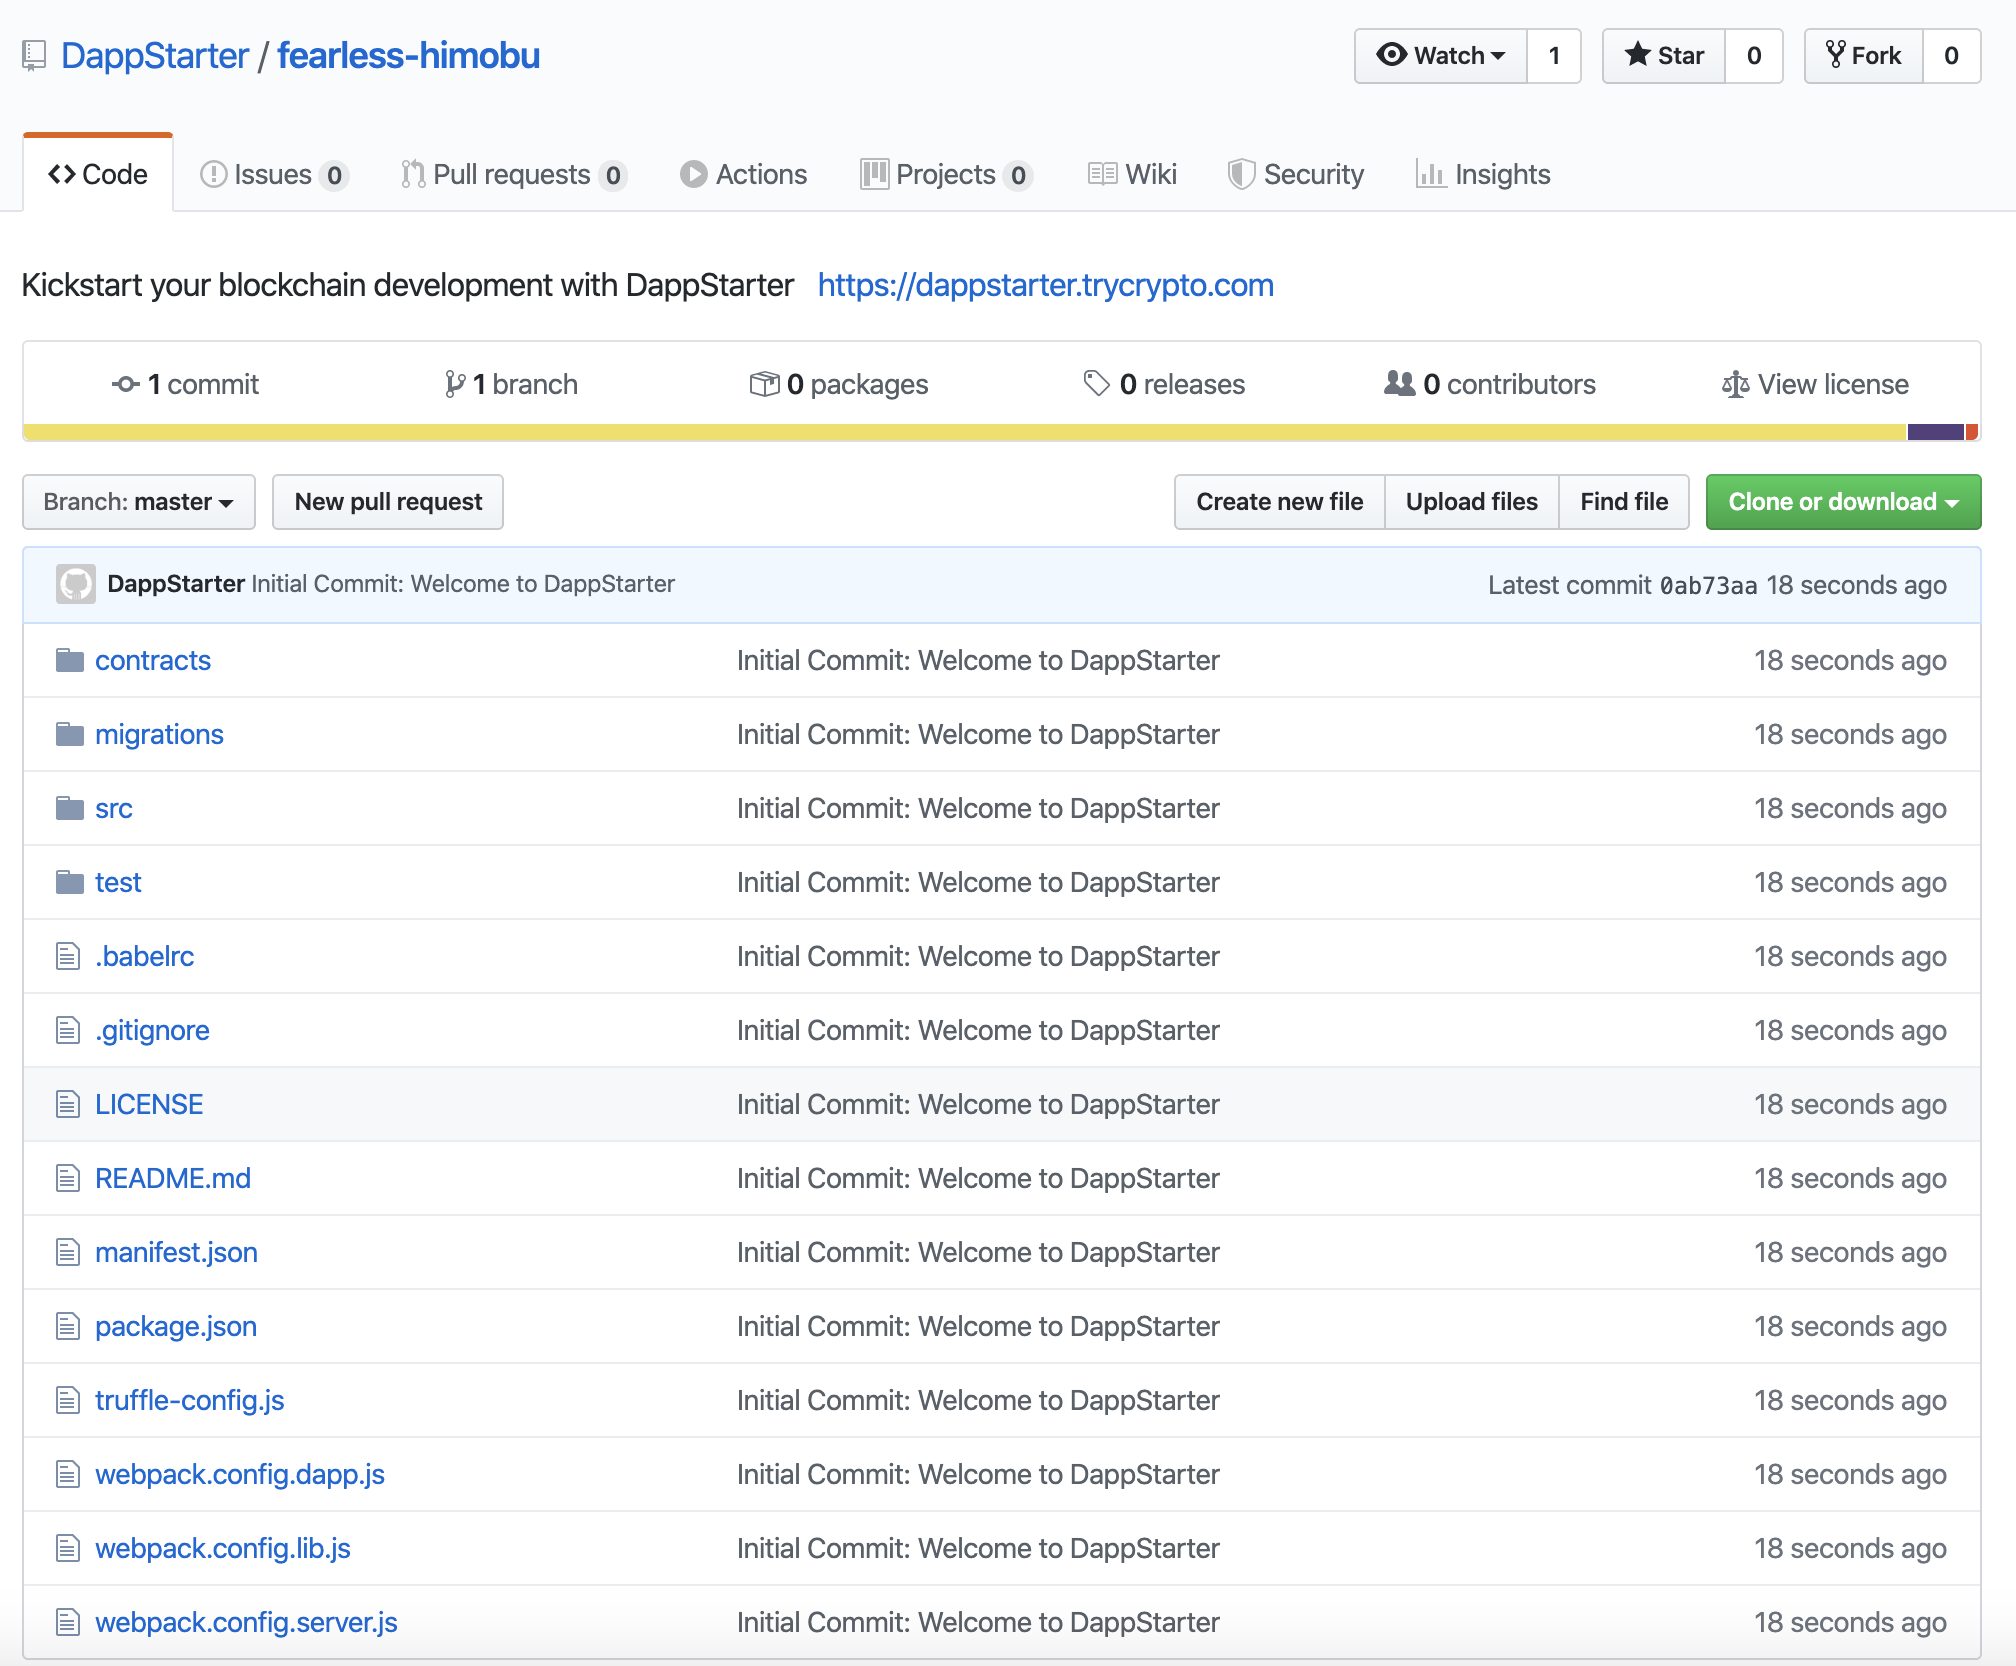 DappStarter / fearless-himobu
Watch 1 Star 0 Fork 0
Code Issues 0 Pull requests 0 Actions Projects 0 Wiki Security Insights
Kickstart your blockchain development with DappStarter https://dappstarter.trycrypto.com
1 commit 1 branch 0 packages 0 releases 0 contributors View license
Branch: master New pull request Create new file Upload files Find file Clone or download
DappStarter Initial Commit: Welcome to DappStarter Latest commit 0ab73aa 18 seconds ago
contracts Initial Commit: Welcome to DappStarter 18 seconds ago
migrations Initial Commit: Welcome to DappStarter 18 seconds ago
src Initial Commit: Welcome to DappStarter 18 seconds ago
test Initial Commit: Welcome to DappStarter 18 seconds ago
.babelrc Initial Commit: Welcome to DappStarter 18 seconds ago
.gitignore Initial Commit: Welcome to DappStarter 18 seconds ago
LICENSE Initial Commit: Welcome to DappStarter 18 seconds ago
README.md Initial Commit: Welcome to DappStarter 18 seconds ago
manifest.json Initial Commit: Welcome to DappStarter 18 seconds ago
package.json Initial Commit: Welcome to DappStarter 18 seconds ago
truffle-config.js Initial Commit: Welcome to DappStarter 18 seconds ago
webpack.config.dapp.js Initial Commit: Welcome to DappStarter 18 seconds ago
webpack.config.lib.js Initial Commit: Welcome to DappStarter 18 seconds ago
webpack.config.server.js Initial Commit: Welcome to DappStarter 18 seconds ago